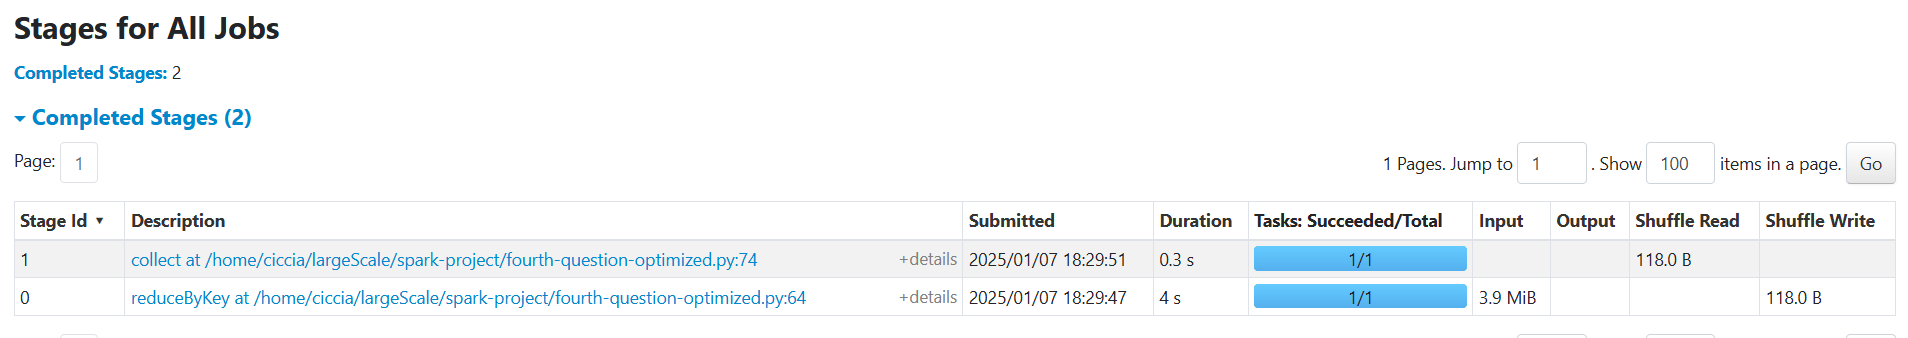 Stages for All Jobs
Completed Stages: 2
Completed Stages (2)
Page: 1 1 Pages. Jump to 1 . Show 100 items in a page. Go
Stage Id ▼ Description Submitted Duration Tasks: Succeeded/Total Input Output Shuffle Read Shuffle Write
1 collect at /home/ciccia/largeScale/spark-project/fourth-question-optimized.py:74 +details 2025/01/07 18:29:51 0.3 s 1/1 118.0 B
0 reduceByKey at /home/ciccia/largeScale/spark-project/fourth-question-optimized.py:64 +details 2025/01/07 18:29:47 4 s 1/1 3.9 MiB 118.0 B